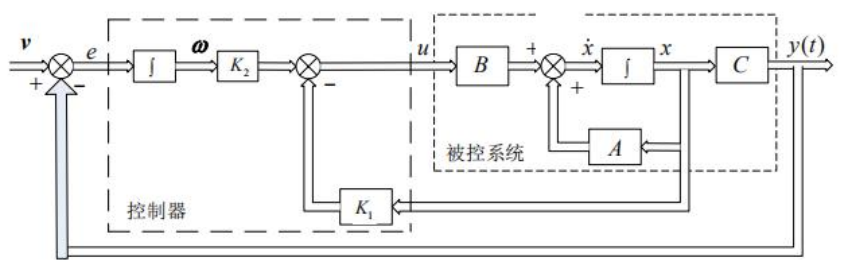 v e ∫ ω K₂ u B + ẋ ∫ x C y(t)
+ − − +
A
被控系统
控制器
K₁